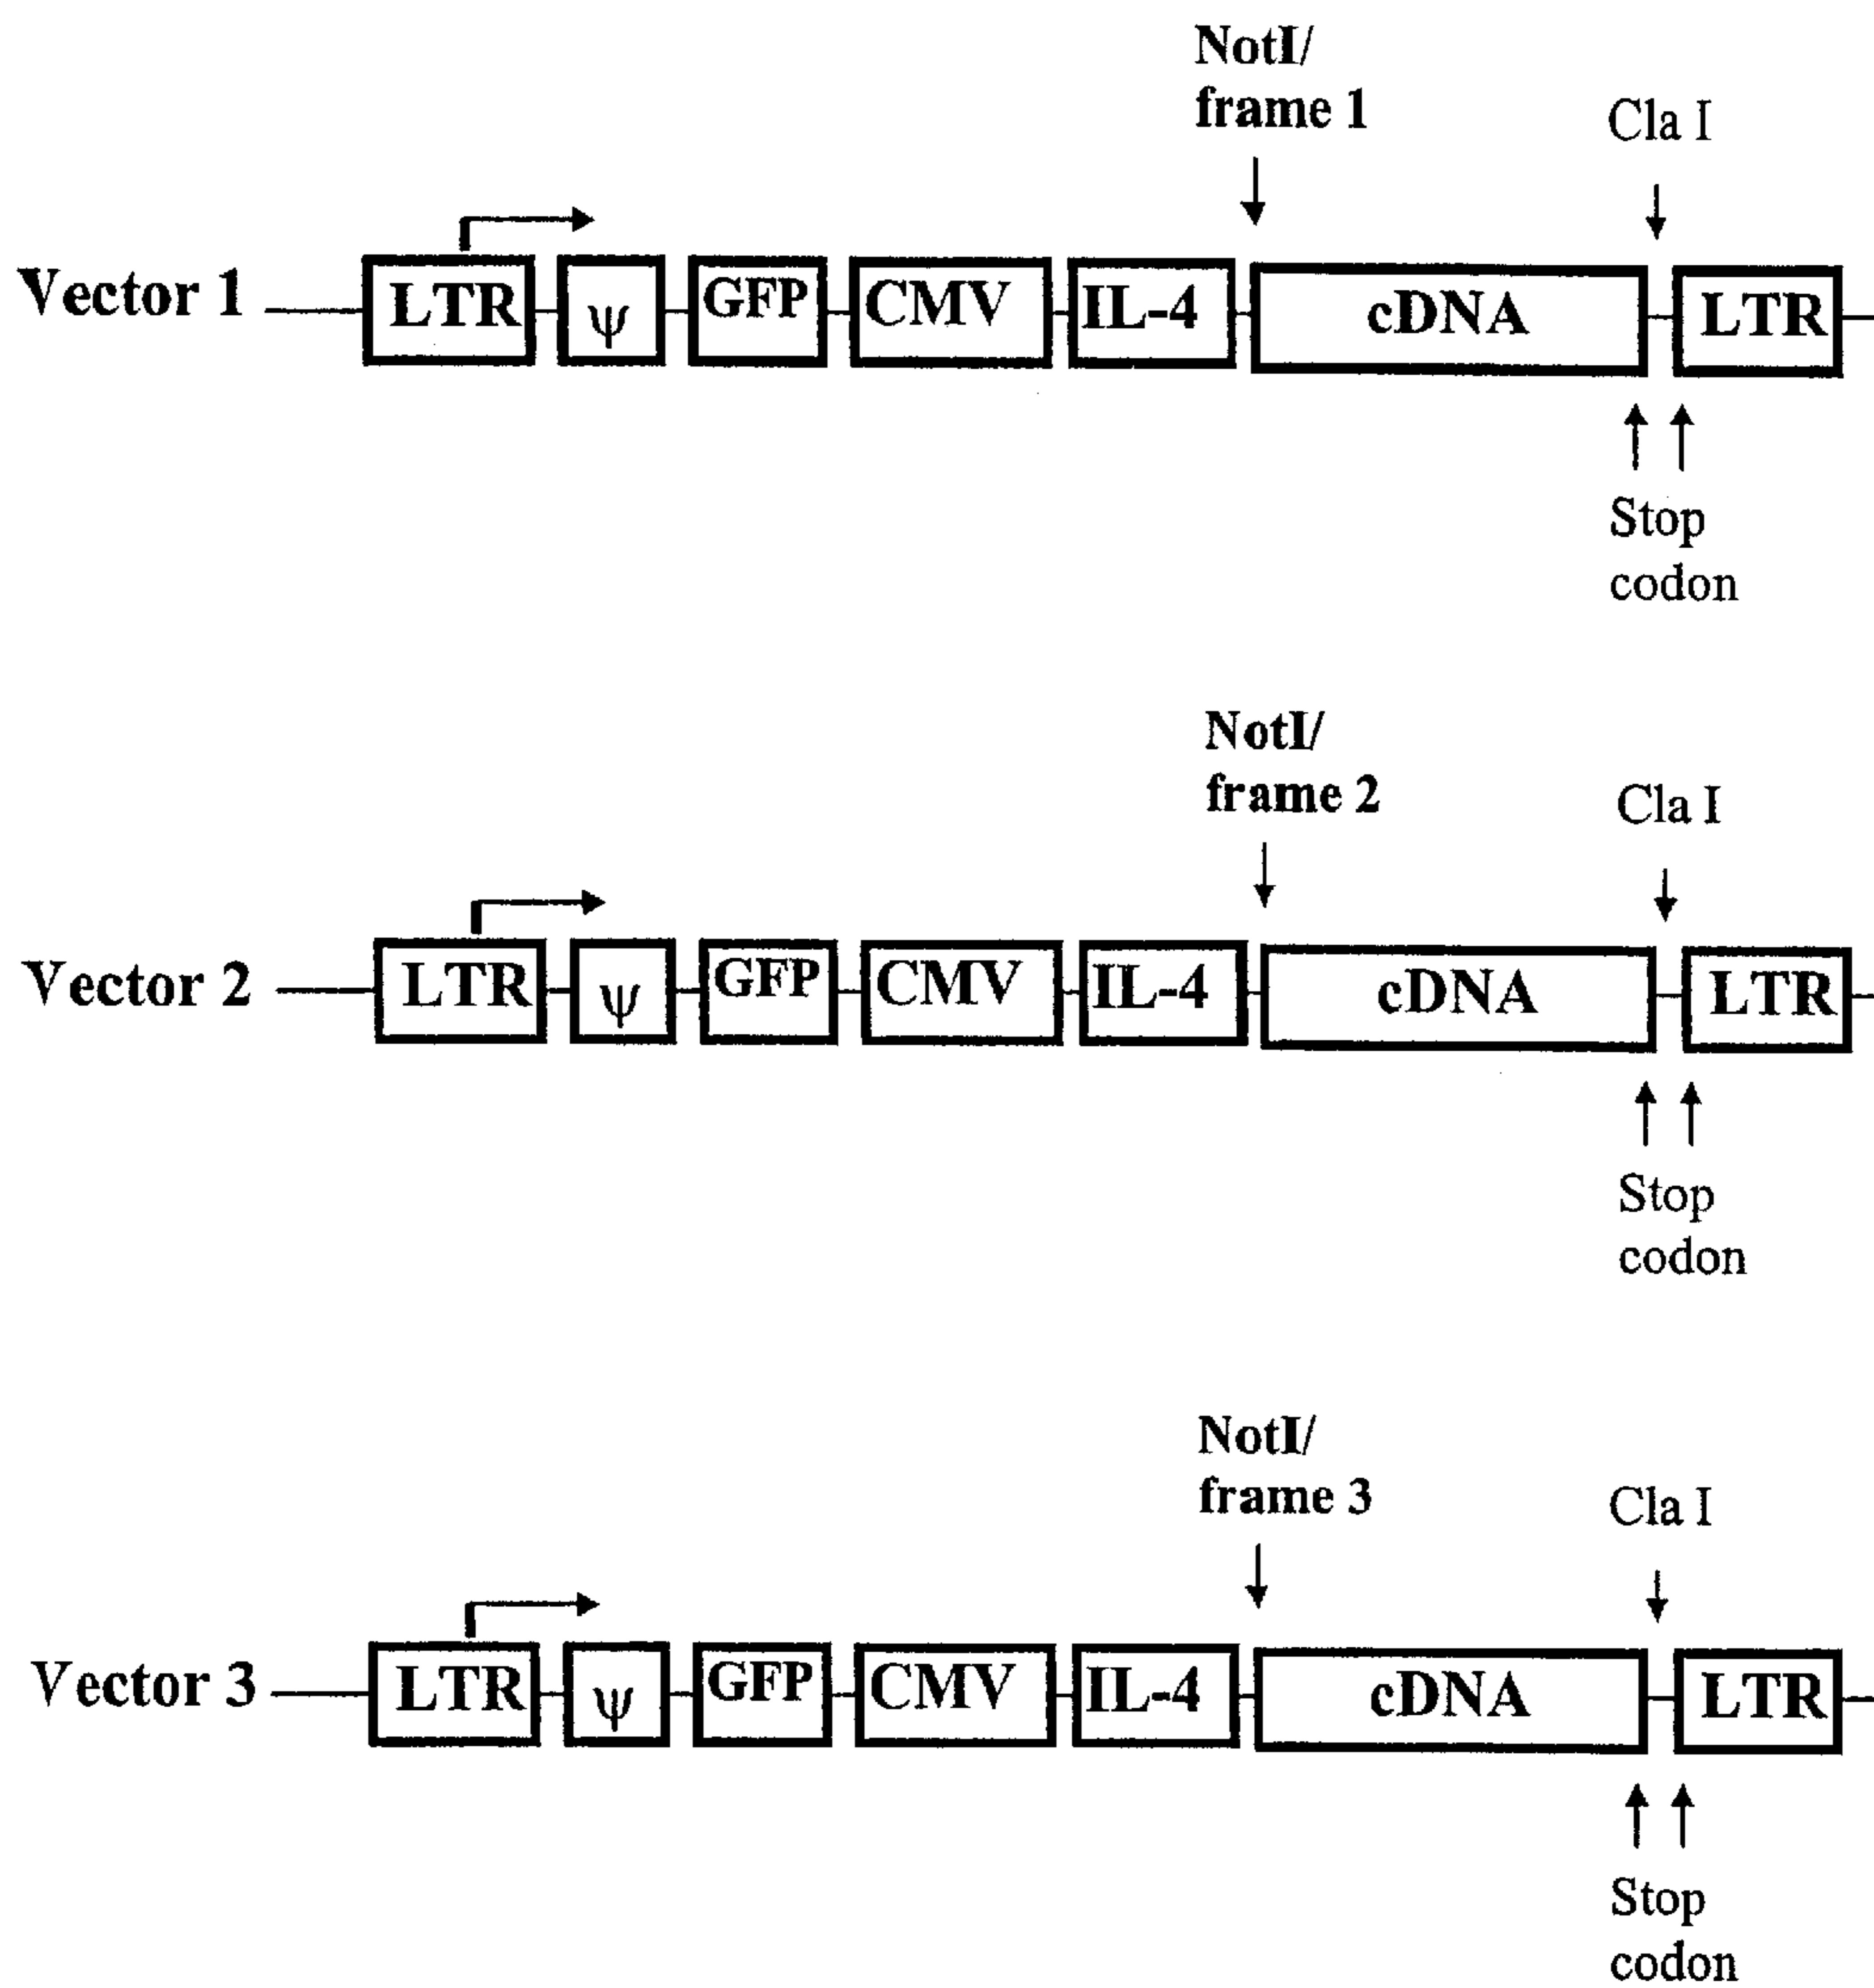 NotI/
frame 1
Cla I
Vector 1
LTR
ψ
GFP
CMV
IL-4
cDNA
LTR
Stop
codon
NotI/
frame 2
Cla I
Vector 2
LTR
ψ
GFP
CMV
IL-4
cDNA
LTR
Stop
codon
NotI/
frame 3
Cla I
Vector 3
LTR
ψ
GFP
CMV
IL-4
cDNA
LTR
Stop
codon